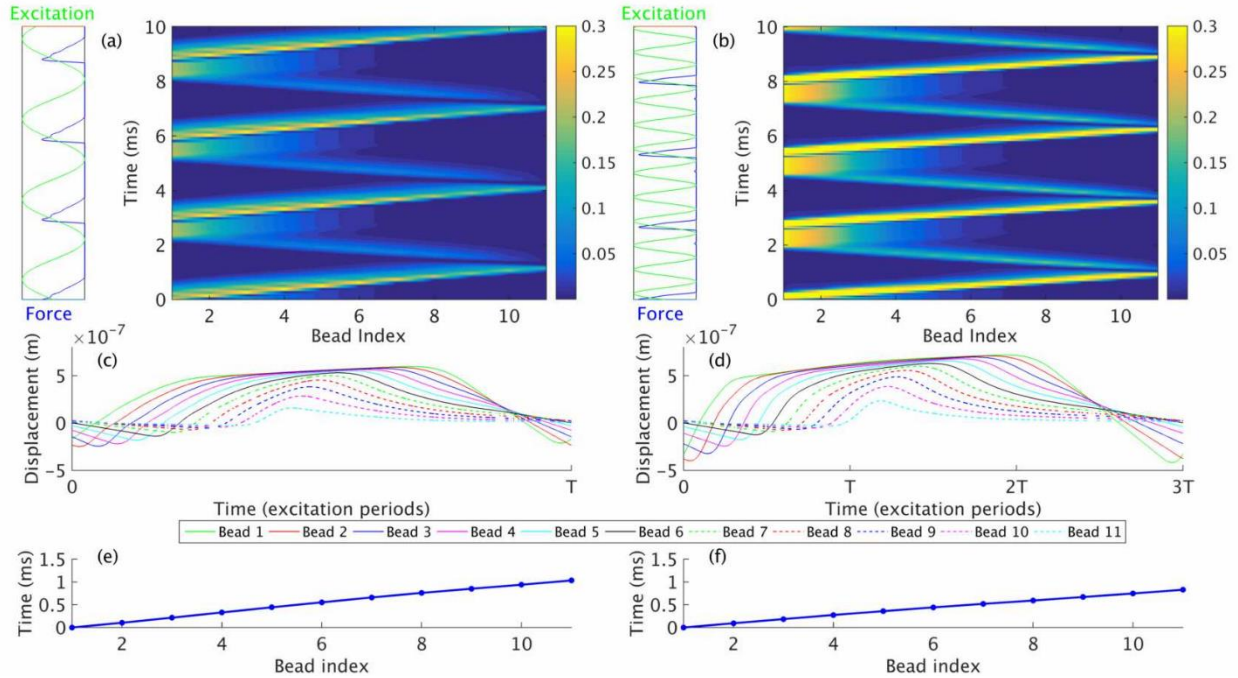 Excitation
(a)
10
8
6
4
2
0
Time (ms)
2 4 6 8 10
Bead Index
Force
0.3
0.25
0.2
0.15
0.1
0.05
Excitation
(b)
10
8
6
4
2
0
Time (ms)
2 4 6 8 10
Bead Index
Force
0.3
0.25
0.2
0.15
0.1
0.05
×10⁻⁷
(c)
5
0
−5
Displacement (m)
0 T
Time (excitation periods)
×10⁻⁷
(d)
5
0
−5
Displacement (m)
0 T 2T 3T
Time (excitation periods)
Bead 1 Bead 2 Bead 3 Bead 4 Bead 5 Bead 6 Bead 7 Bead 8 Bead 9 Bead 10 Bead 11
(e)
1.5
1
0.5
0
Time (ms)
2 4 6 8 10
Bead index
(f)
1.5
1
0.5
0
Time (ms)
2 4 6 8 10
Bead index